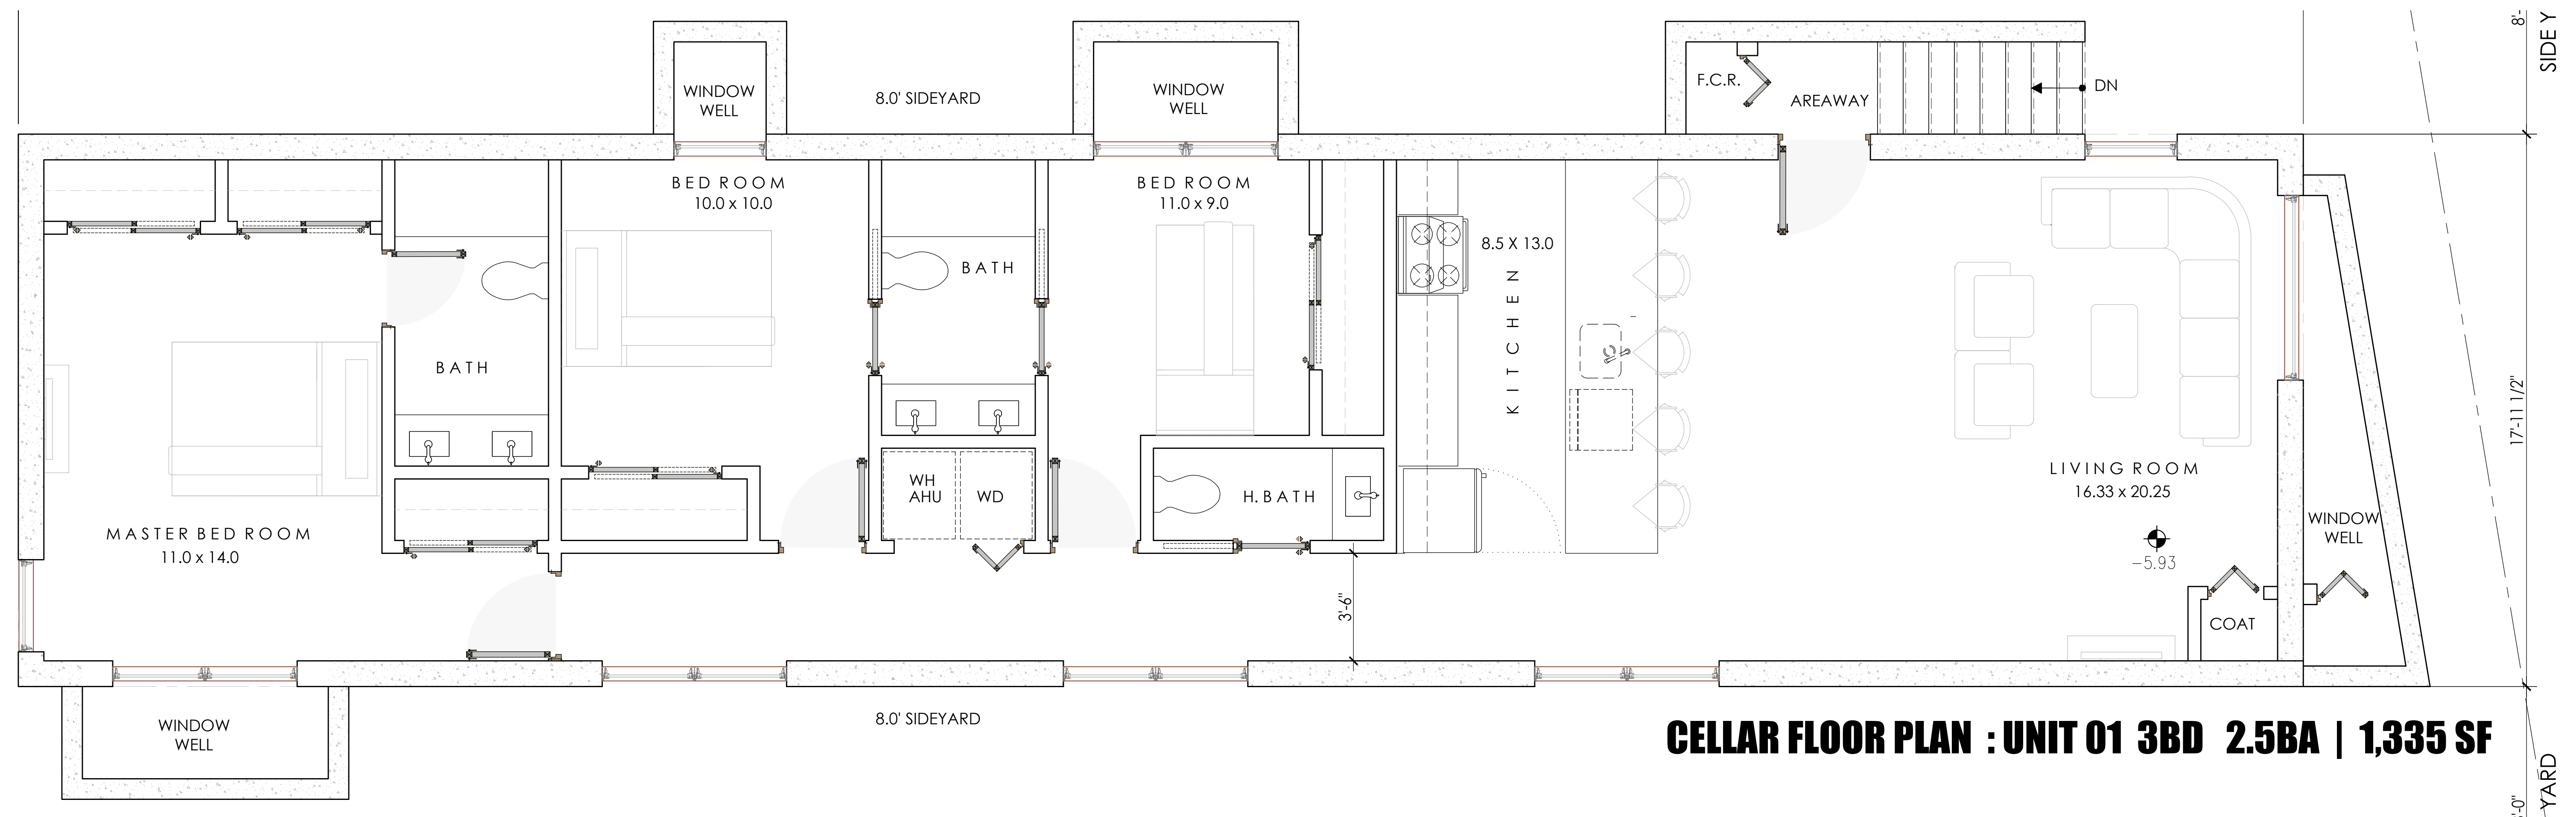 8'-
SIDE Y
WINDOW
WELL
8.0' SIDEYARD
WINDOW
WELL
F.C.R.
AREAWAY
DN
BED ROOM
10.0 x 10.0
BED ROOM
11.0 x 9.0
BATH
8.5 X 13.0
KITCHEN
BATH
17'-11 1/2"
LIVING ROOM
16.33 x 20.25
WH
AHU
WD
H. BATH
MASTER BED ROOM
11.0 x 14.0
WINDOW
WELL
-5.93
3'-6"
COAT
WINDOW
WELL
8.0' SIDEYARD
CELLAR FLOOR PLAN : UNIT 01 3BD 2.5BA | 1,335 SF
'-0"
YARD